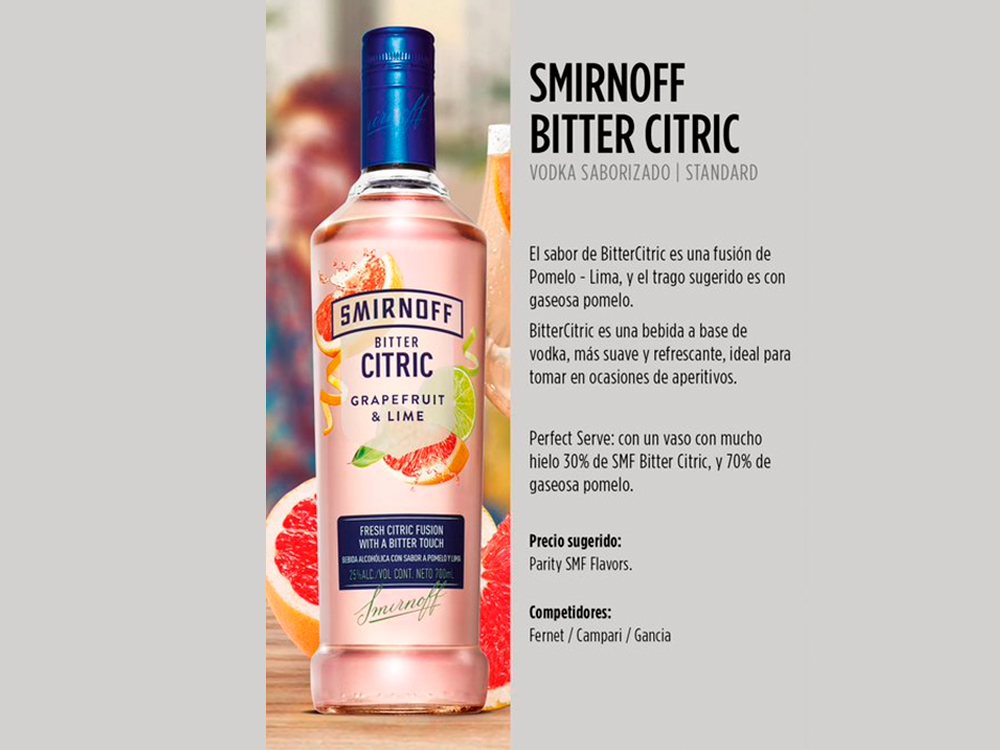 SMIRNOFF
BITTER
CITRIC
GRAPEFRUIT
& LIME
FRESH CITRIC FUSION
WITH A BITTER TOUCH
BEBIDA ALCOHÓLICA CON SABOR A POMELO Y LIMA
25%ALC./VOL CONT. NETO 700mL
Smirnoff
SMIRNOFF
BITTER CITRIC
VODKA SABORIZADO | STANDARD
El sabor de BitterCitric es una fusión de
Pomelo - Lima, y el trago sugerido es con
gaseosa pomelo.
BitterCitric es una bebida a base de
vodka, más suave y refrescante, ideal para
tomar en ocasiones de aperitivos.
Perfect Serve: con un vaso con mucho
hielo 30% de SMF Bitter Citric, y 70% de
gaseosa pomelo.
Precio sugerido:
Parity SMF Flavors.
Competidores:
Fernet / Campari / Gancia